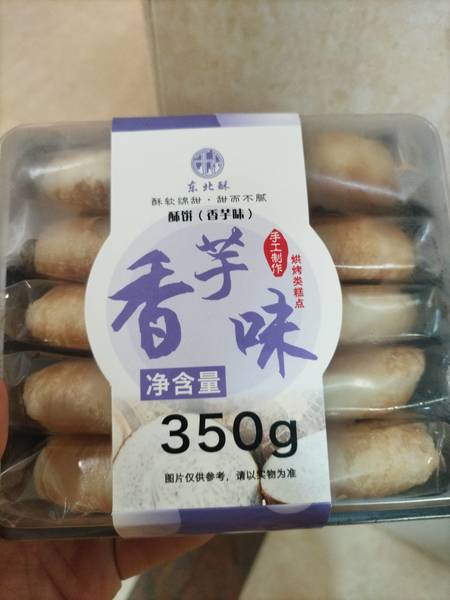 东北酥
酥软绵甜·甜而不腻
酥饼（香芋味）
香芋味
手工制作
烘烤类糕点
净含量
350g
图片仅供参考，请以实物为准